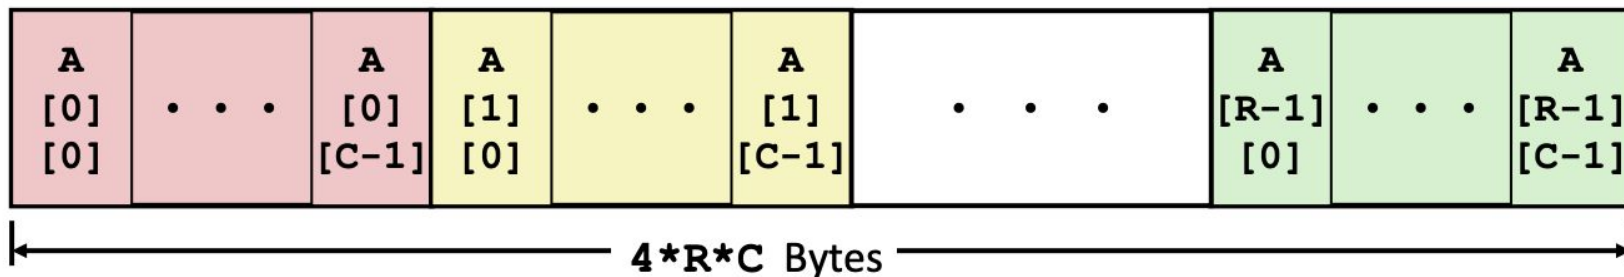 A A A A A A
[0] • • • [0] [1] • • • [1] • • • [R-1] • • • [R-1]
[0] [C-1] [0] [C-1] [0] [C-1]
4*R*C Bytes